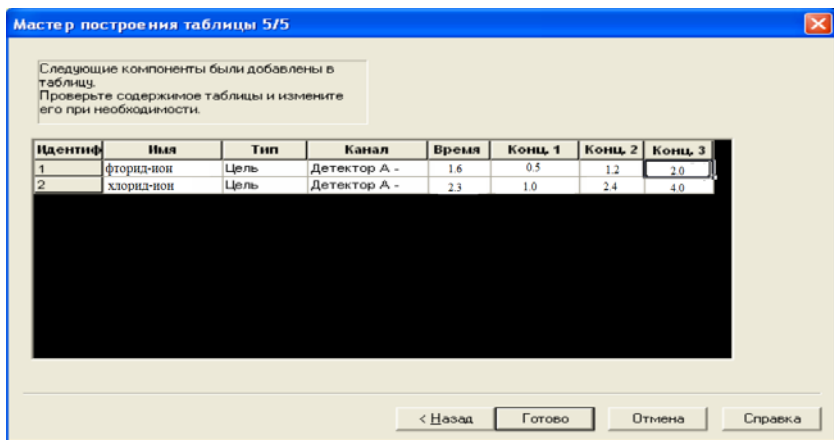 Мастер построения таблицы 5/5
Следующие компоненты были добавлены в
таблицу.
Проверьте содержимое таблицы и измените
его при необходимости.
Идентиф Имя Тип Канал Время Конц. 1 Конц. 2 Конц. 3
1 фторид-ион Цель Детектор А - 1.6 0.5 1.2 2.0
2 хлорид-ион Цель Детектор А - 2.3 1.0 2.4 4.0
< Назад Готово Отмена Справка